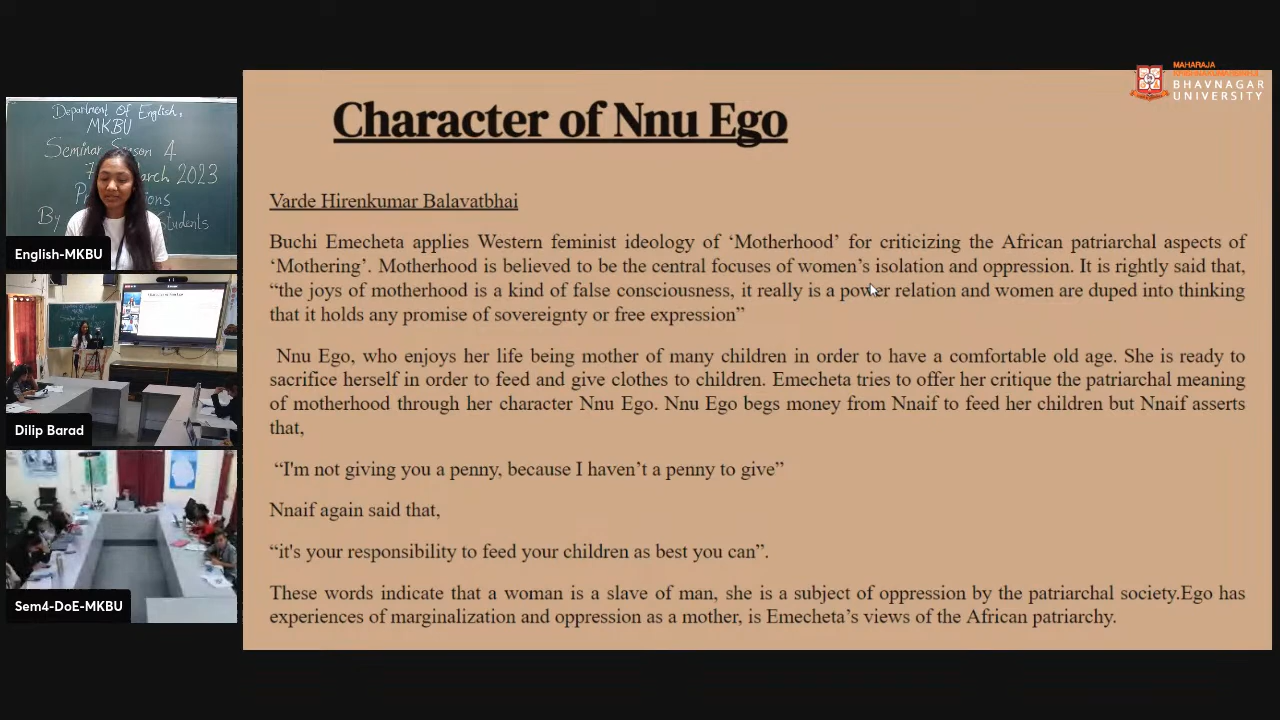 MAHARAJA
BHAVNAGAR
UNIVERSITY
Character of Nnu Ego
Varde Hirenkumar Balavatbhai
Buchi Emecheta applies Western feminist ideology of ‘Motherhood’ for criticizing the African patriarchal aspects of
‘Mothering’. Motherhood is believed to be the central focuses of women’s isolation and oppression. It is rightly said that,
“the joys of motherhood is a kind of false consciousness, it really is a power relation and women are duped into thinking
that it holds any promise of sovereignty or free expression”
Nnu Ego, who enjoys her life being mother of many children in order to have a comfortable old age. She is ready to
sacrifice herself in order to feed and give clothes to children. Emecheta tries to offer her critique the patriarchal meaning
of motherhood through her character Nnu Ego. Nnu Ego begs money from Nnaif to feed her children but Nnaif asserts
that,
“I'm not giving you a penny, because I haven’t a penny to give”
Nnaif again said that,
“it's your responsibility to feed your children as best you can”.
These words indicate that a woman is a slave of man, she is a subject of oppression by the patriarchal society.Ego has
experiences of marginalization and oppression as a mother, is Emecheta’s views of the African patriarchy.
Department of English,
MKBU
Seminar 4
7 March 2023
By Students
English-MKBU
Dilip Barad
Sem4-DoE-MKBU